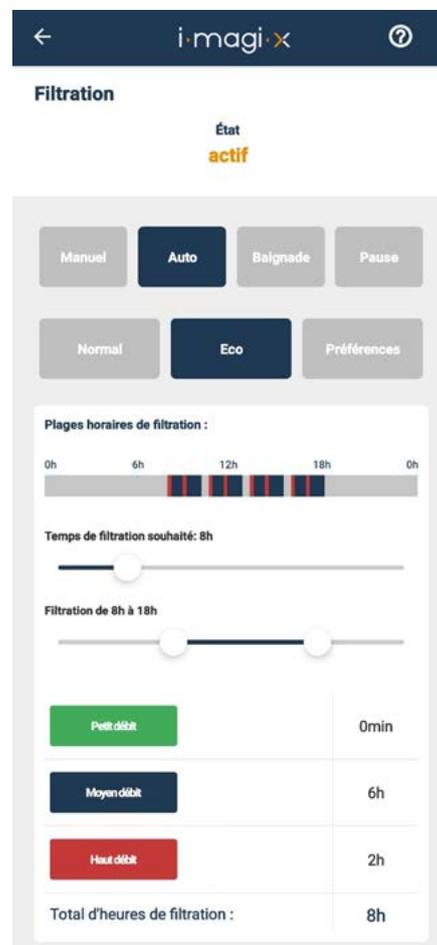 i·magi·x
Filtration
État
actif
Manuel Auto Baignade Pause
Normal Eco Préférences
Plages horaires de filtration :
0h 6h 12h 18h 0h
Temps de filtration souhaité: 8h
Filtration de 8h à 18h
Petit débit 0min
Moyen débit 6h
Haut débit 2h
Total d'heures de filtration : 8h